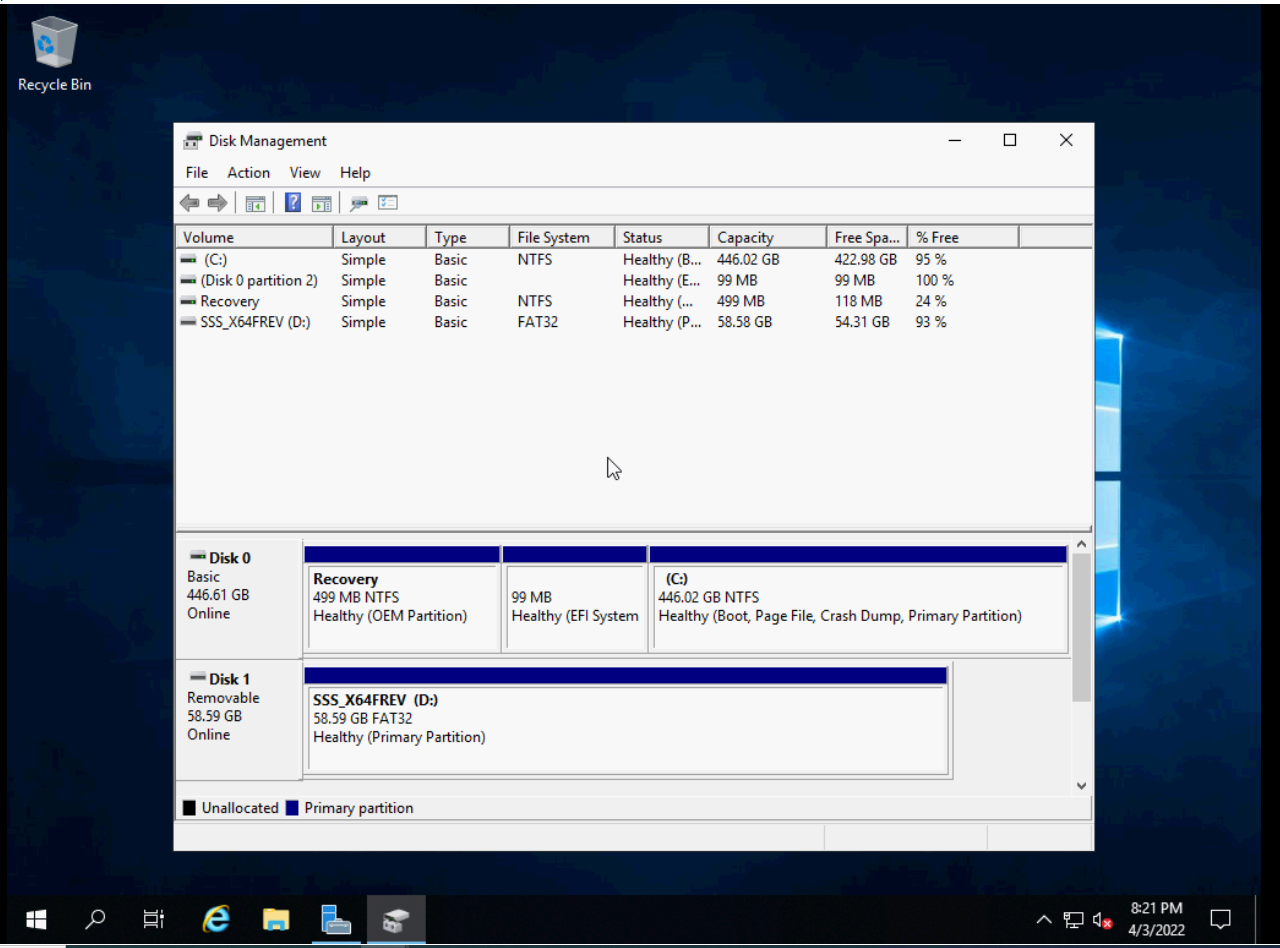 Recycle Bin
Disk Management
File Action View Help
Volume Layout Type File System Status Capacity Free Spa... % Free
(C:) Simple Basic NTFS Healthy (B... 446.02 GB 422.98 GB 95 %
(Disk 0 partition 2) Simple Basic Healthy (E... 99 MB 99 MB 100 %
Recovery Simple Basic NTFS Healthy (... 499 MB 118 MB 24 %
SSS_X64FREV (D:) Simple Basic FAT32 Healthy (P... 58.58 GB 54.31 GB 93 %
Disk 0
Basic
446.61 GB
Online
Recovery
499 MB NTFS
Healthy (OEM Partition)
99 MB
Healthy (EFI System
(C:)
446.02 GB NTFS
Healthy (Boot, Page File, Crash Dump, Primary Partition)
Disk 1
Removable
58.59 GB
Online
SSS_X64FREV (D:)
58.59 GB FAT32
Healthy (Primary Partition)
Unallocated Primary partition
8:21 PM
4/3/2022